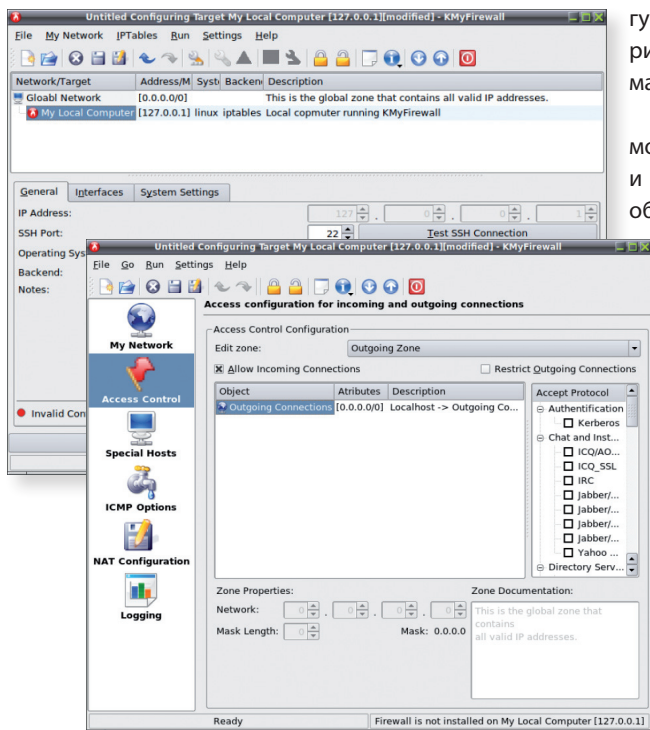 Untitled Configuring Target My Local Computer [127.0.0.1][modified] - KMyFirewall
File My Network IPTables Run Settings Help
Network/Target Address/M Syste Backen Description
Gloabl Network [0.0.0.0/0] This is the global zone that contains all valid IP addresses.
My Local Computer [127.0.0.1] linux iptables Local copmuter running KMyFirewall
General Interfaces System Settings
IP Address: 127 . 0 . 0 . 1
SSH Port: 22 Test SSH Connection
Operating Sys
Backend:
Notes:
Invalid Con
гу
ри
ма
мо
и
об
Untitled Configuring Target My Local Computer [127.0.0.1][modified] - KMyFirewall
File Go Run Settings Help
Access configuration for incoming and outgoing connections
My Network
Access Control
Special Hosts
ICMP Options
NAT Configuration
Logging
Access Control Configuration
Edit zone: Outgoing Zone
Allow Incoming Connections Restrict Outgoing Connections
Object Atributes Description
Outgoing Connections [0.0.0.0/0] Localhost -> Outgoing Co...
Accept Protocol
Authentification
Kerberos
Chat and Inst...
ICQ/AO...
ICQ_SSL
IRC
Jabber/...
Jabber/...
Jabber/...
Jabber/...
Yahoo ...
Directory Serv...
Zone Properties:
Network: 0 . 0 . 0 . 0
Mask Length: 0 Mask: 0.0.0.0
Zone Documentation:
This is the global zone that
contains
all valid IP addresses.
Ready Firewall is not installed on My Local Computer [127.0.0.1]